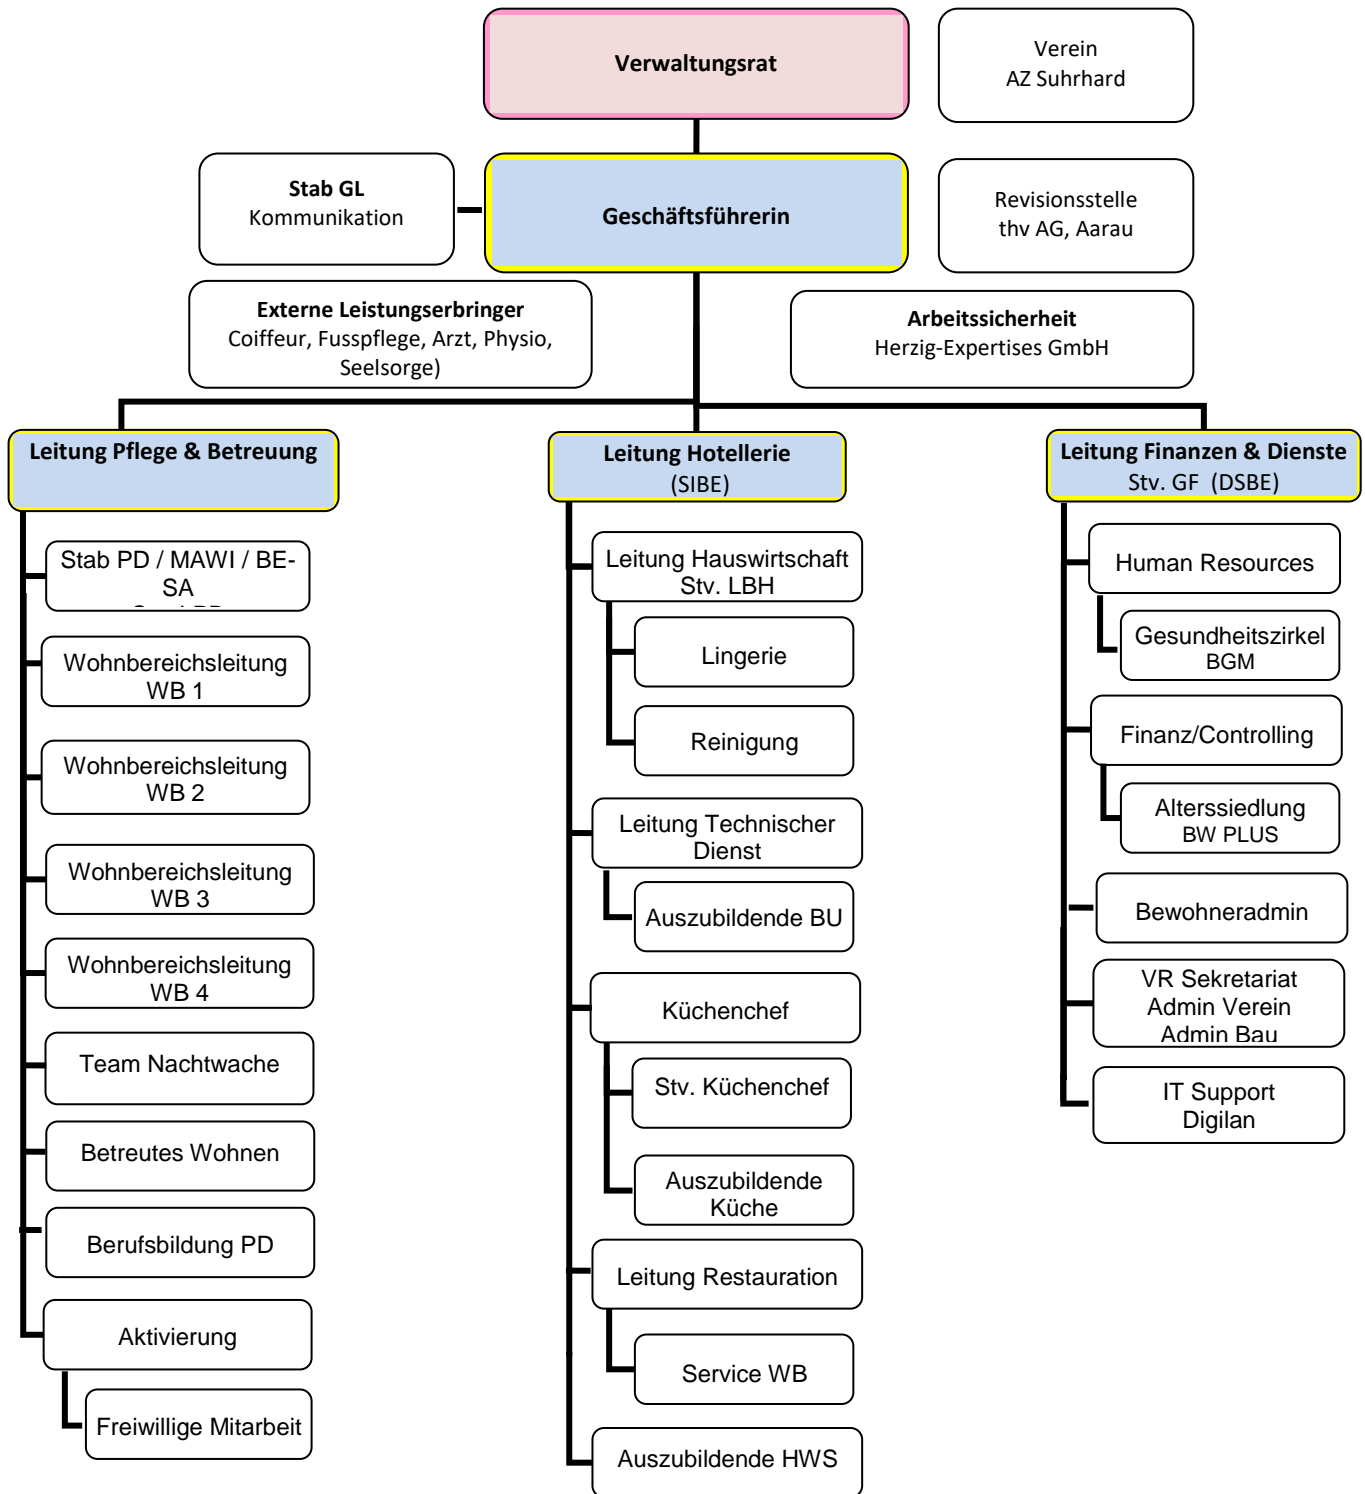 Verwaltungsrat
Verein
AZ Suhrhard
Stab GL
Kommunikation
Geschäftsführerin
Revisionsstelle
thv AG, Aarau
Externe Leistungserbringer
Coiffeur, Fusspflege, Arzt, Physio,
Seelsorge)
Arbeitssicherheit
Herzig-Expertises GmbH
Leitung Pflege & Betreuung
Stab PD / MAWI / BE-
SA
Wohnbereichsleitung
WB 1
Wohnbereichsleitung
WB 2
Wohnbereichsleitung
WB 3
Wohnbereichsleitung
WB 4
Team Nachtwache
Betreutes Wohnen
Berufsbildung PD
Aktivierung
Freiwillige Mitarbeit
Leitung Hotellerie
(SIBE)
Leitung Hauswirtschaft
Stv. LBH
Lingerie
Reinigung
Leitung Technischer
Dienst
Auszubildende BU
Küchenchef
Stv. Küchenchef
Auszubildende
Küche
Leitung Restauration
Service WB
Auszubildende HWS
Leitung Finanzen & Dienste
Stv. GF (DSBE)
Human Resources
Gesundheitszirkel
BGM
Finanz/Controlling
Alterssiedlung
BW PLUS
Bewohneradmin
VR Sekretariat
Admin Verein
Admin Bau
IT Support
Digilan